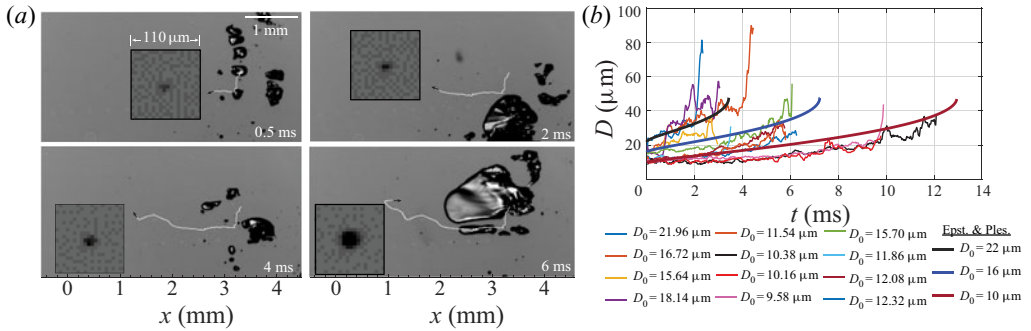 (a)
110 μm
1 mm
0.5 ms
2 ms
4 ms
6 ms
0 1 2 3 4
x (mm)
0 1 2 3 4
x (mm)
(b)
D (μm)
100
80
60
40
20
0 2 4 6 8 10 12 14
t (ms)
D0 = 21.96 μm
D0 = 16.72 μm
D0 = 15.64 μm
D0 = 18.14 μm
D0 = 11.54 μm
D0 = 10.38 μm
D0 = 10.16 μm
D0 = 9.58 μm
D0 = 15.70 μm
D0 = 11.86 μm
D0 = 12.08 μm
D0 = 12.32 μm
Epst. & Ples.
D0 = 22 μm
D0 = 16 μm
D0 = 10 μm